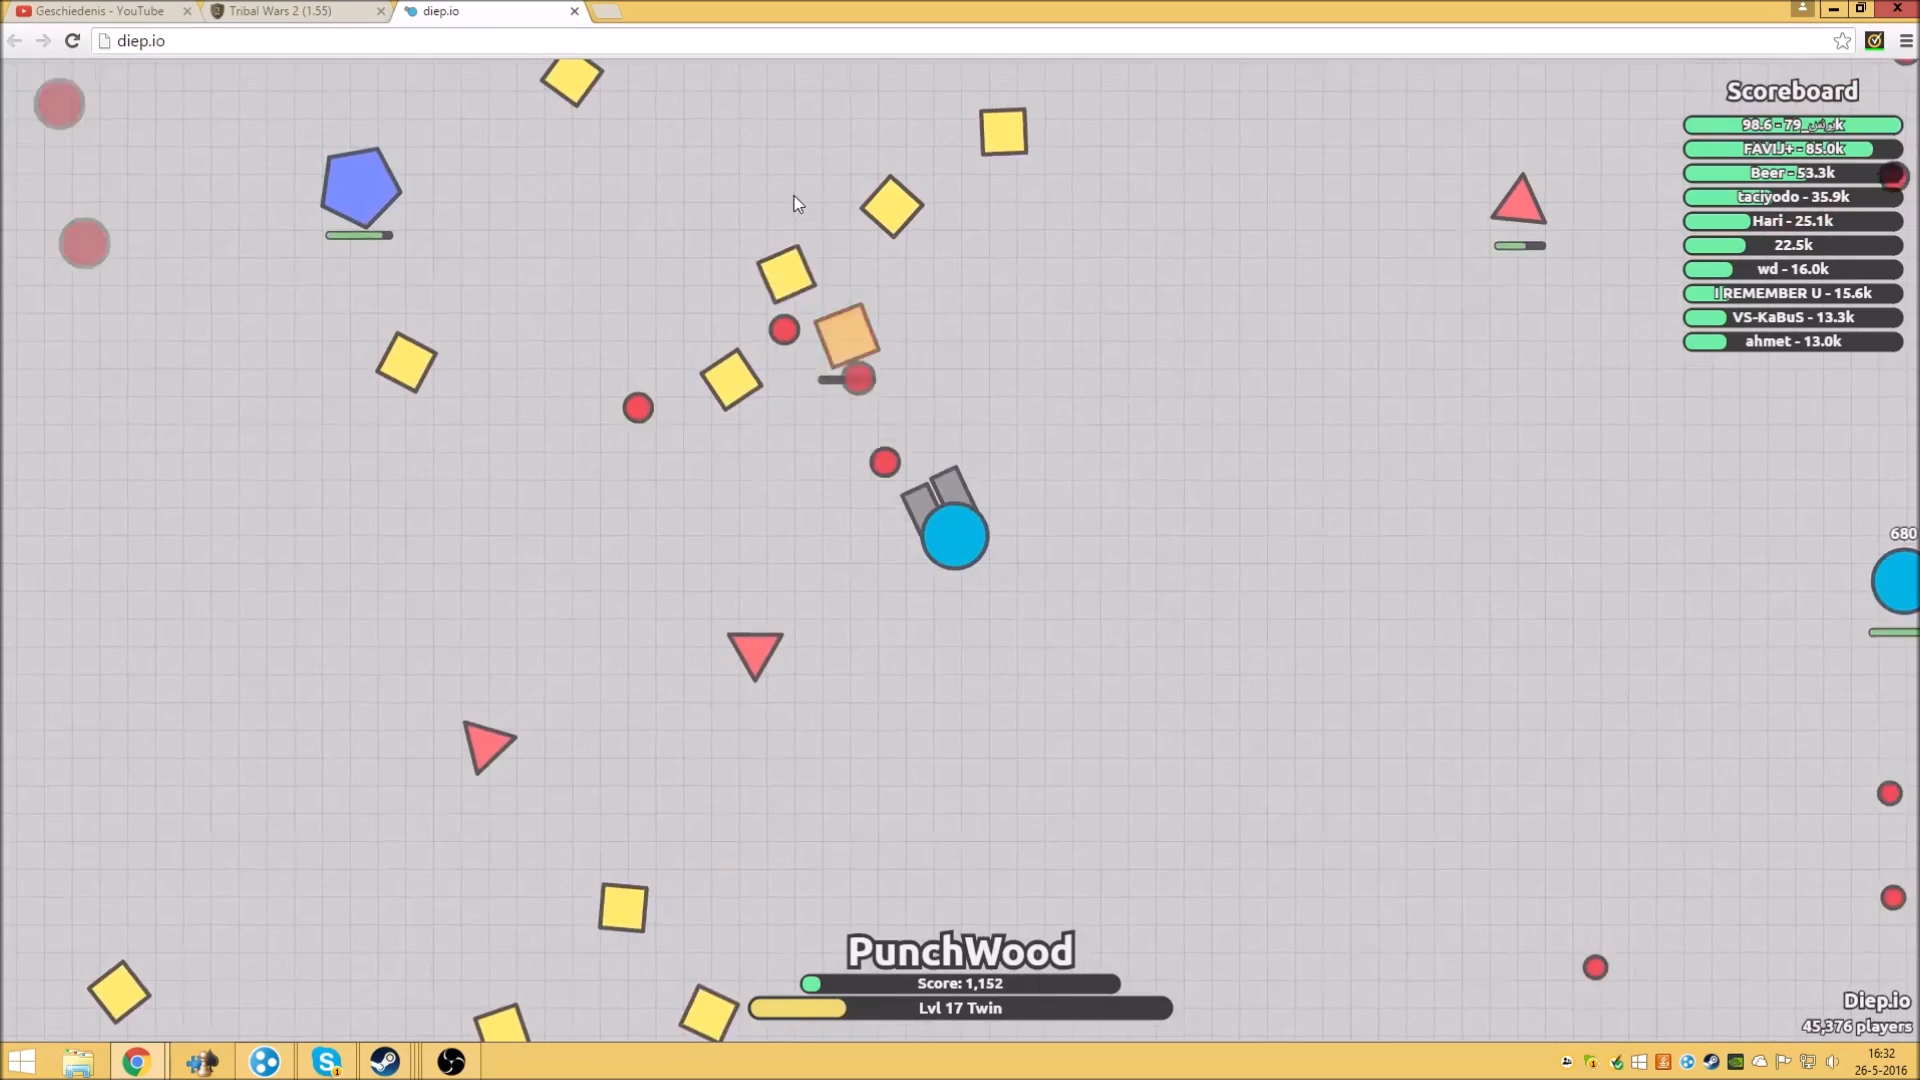 Geschiedenis - YouTube
Tribal Wars 2 (1.55)
diep.io
diep.io
Scoreboard
98.6 - 79_يونس k
FAVIJ+ - 85.0k
Beer - 53.3k
taciyodo - 35.9k
Hari - 25.1k
22.5k
wd - 16.0k
I REMEMBER U - 15.6k
VS-KaBuS - 13.3k
ahmet - 13.0k
680
PunchWood
Score: 1,152
Lvl 17 Twin
Diep.io
45,376 players
16:32
26-5-2016